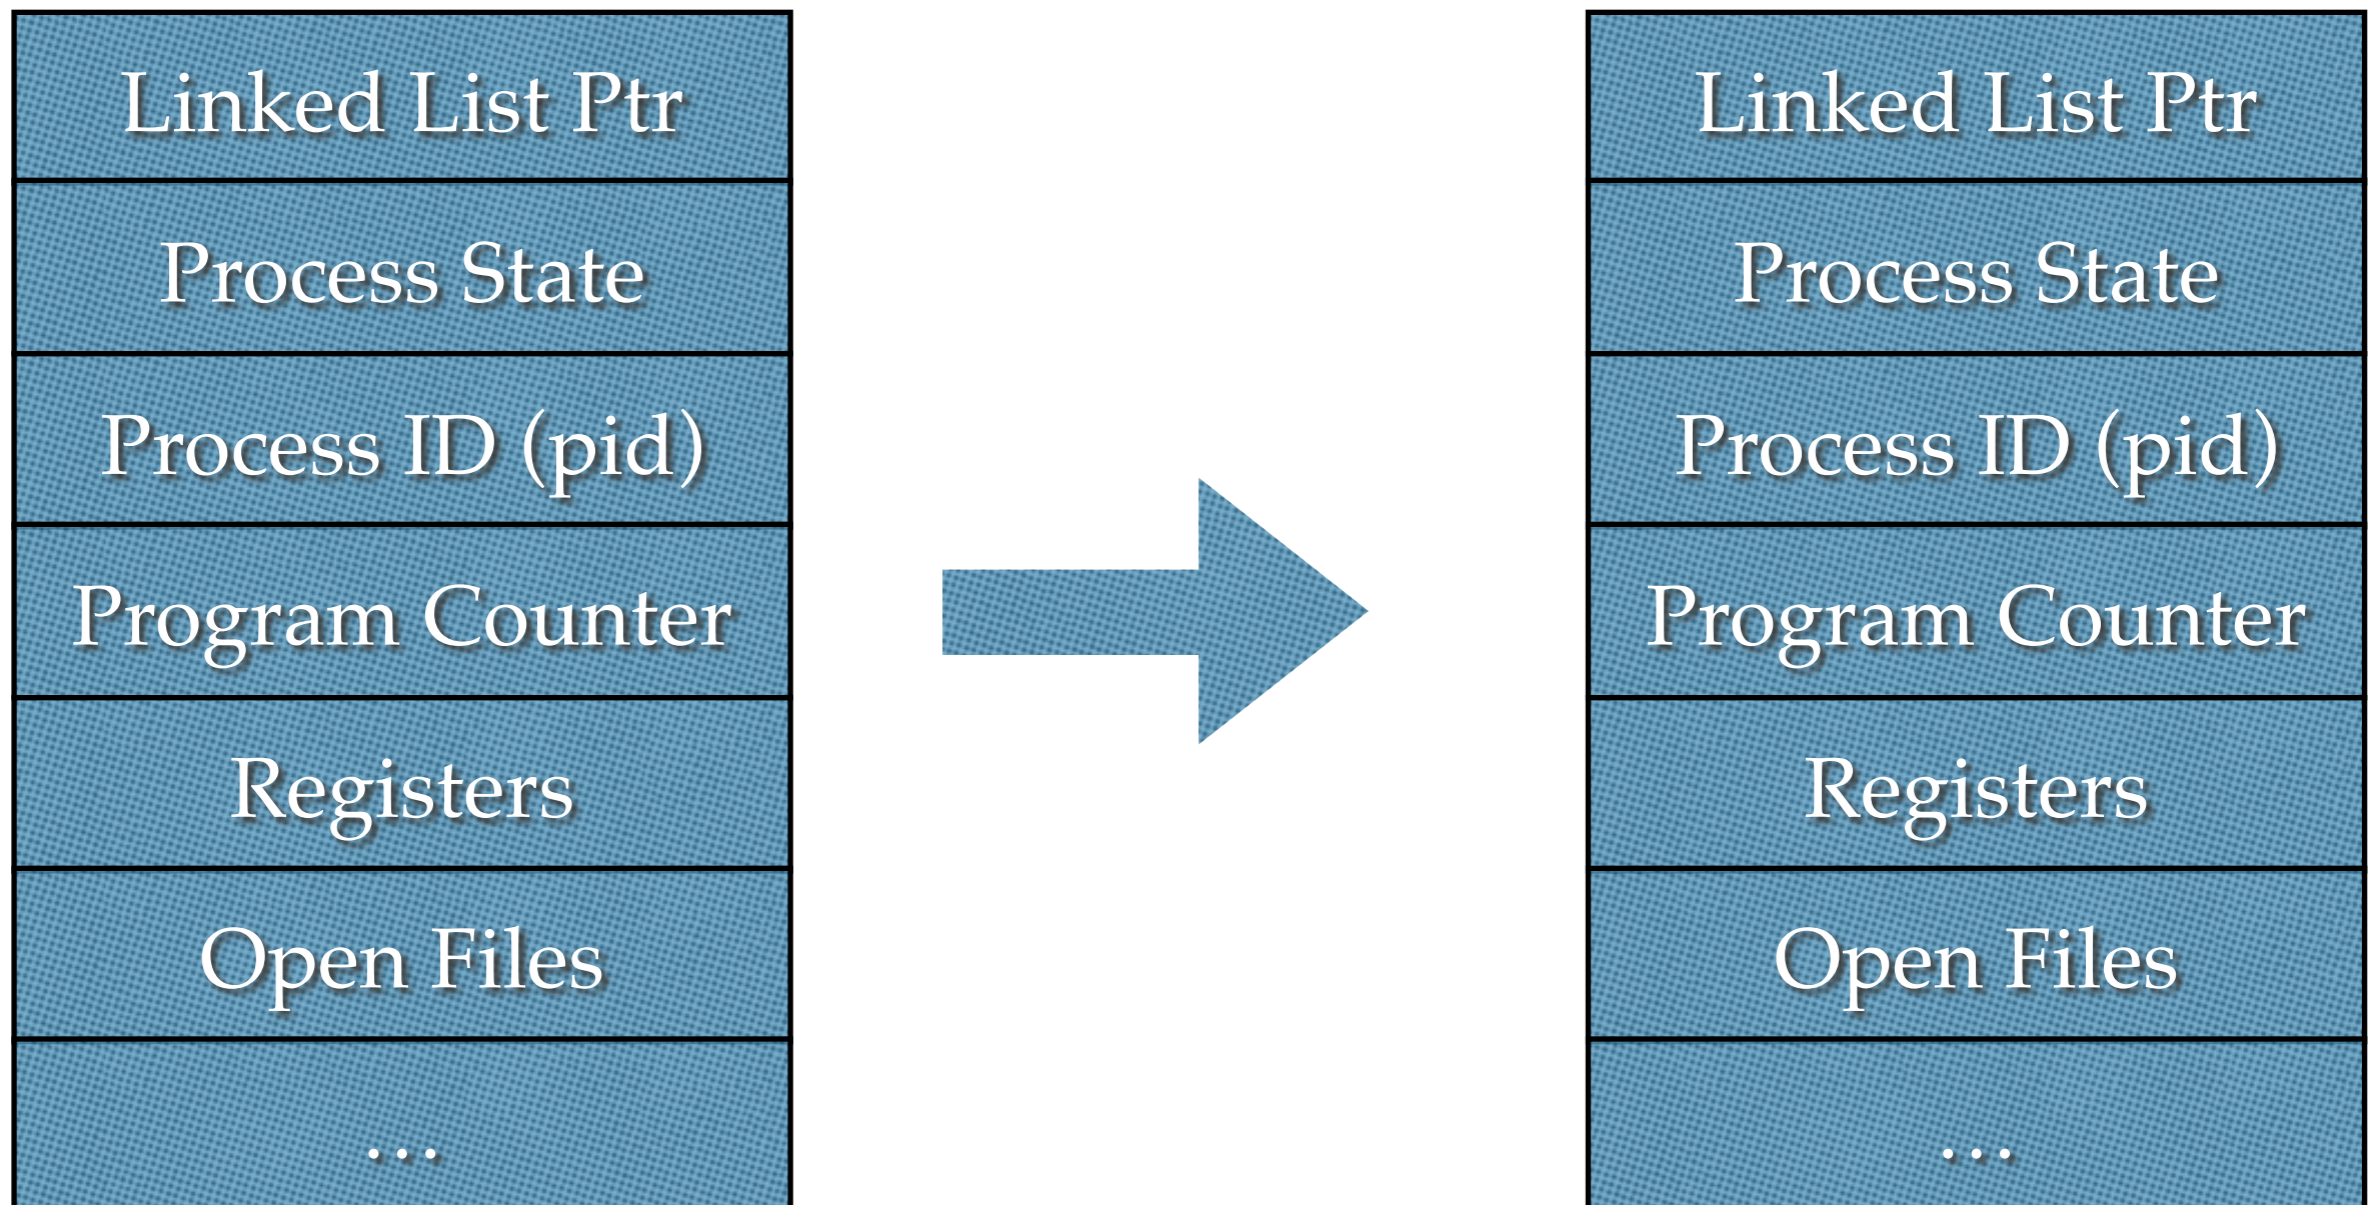 Linked List Ptr
Process State
Process ID (pid)
Program Counter
Registers
Open Files
...
Linked List Ptr
Process State
Process ID (pid)
Program Counter
Registers
Open Files
...